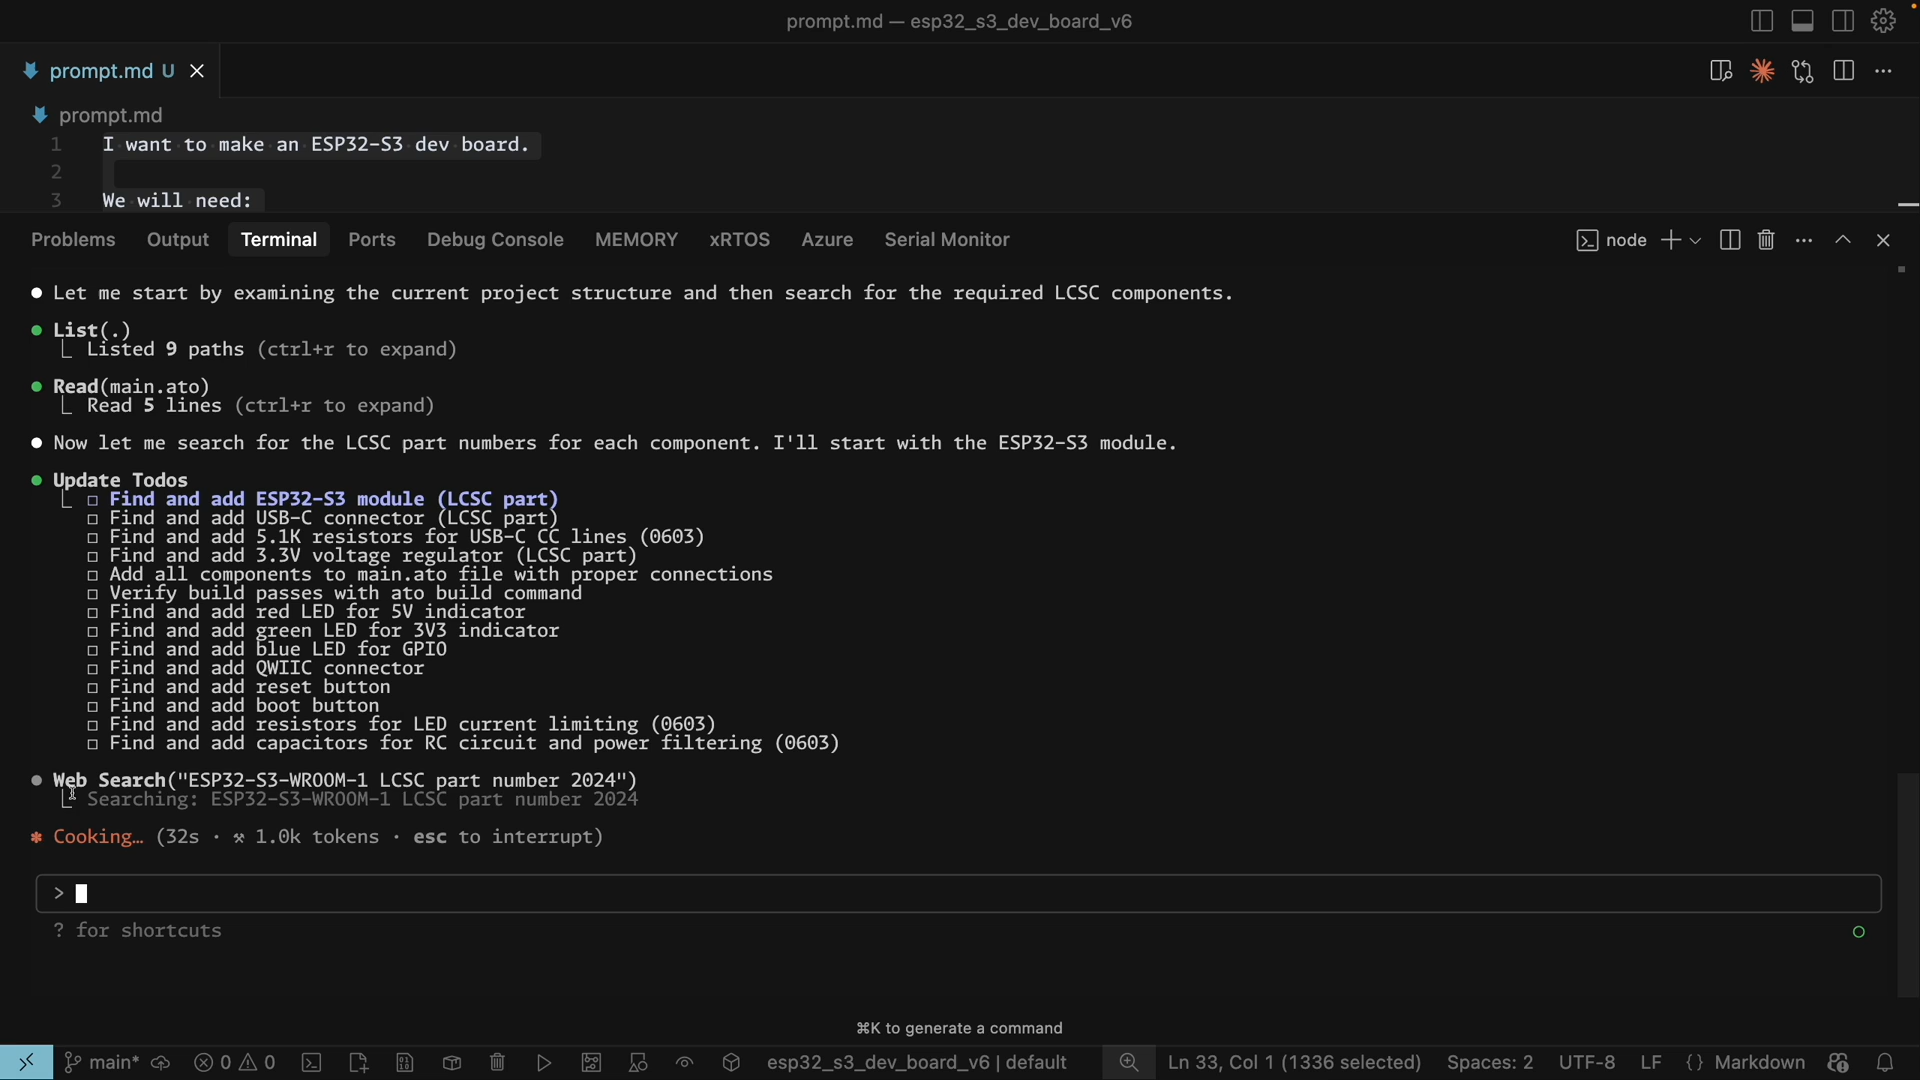 prompt.md — esp32_s3_dev_board_v6
prompt.md U
prompt.md
1 I want to make an ESP32-S3 dev board.
2
3 We will need:
Problems Output Terminal Ports Debug Console MEMORY xRTOS Azure Serial Monitor node
Let me start by examining the current project structure and then search for the required LCSC components.
List(.)
Listed 9 paths (ctrl+r to expand)
Read(main.ato)
Read 5 lines (ctrl+r to expand)
Now let me search for the LCSC part numbers for each component. I'll start with the ESP32-S3 module.
Update Todos
Find and add ESP32-S3 module (LCSC part)
Find and add USB-C connector (LCSC part)
Find and add 5.1K resistors for USB-C CC lines (0603)
Find and add 3.3V voltage regulator (LCSC part)
Add all components to main.ato file with proper connections
Verify build passes with ato build command
Find and add red LED for 5V indicator
Find and add green LED for 3V3 indicator
Find and add blue LED for GPIO
Find and add QWIIC connector
Find and add reset button
Find and add boot button
Find and add resistors for LED current limiting (0603)
Find and add capacitors for RC circuit and power filtering (0603)
Web Search("ESP32-S3-WROOM-1 LCSC part number 2024")
Searching: ESP32-S3-WROOM-1 LCSC part number 2024
Cooking… (32s · ⚒ 1.0k tokens · esc to interrupt)
>
? for shortcuts
⌘K to generate a command
main* 0 0 esp32_s3_dev_board_v6 | default Ln 33, Col 1 (1336 selected) Spaces: 2 UTF-8 LF {} Markdown